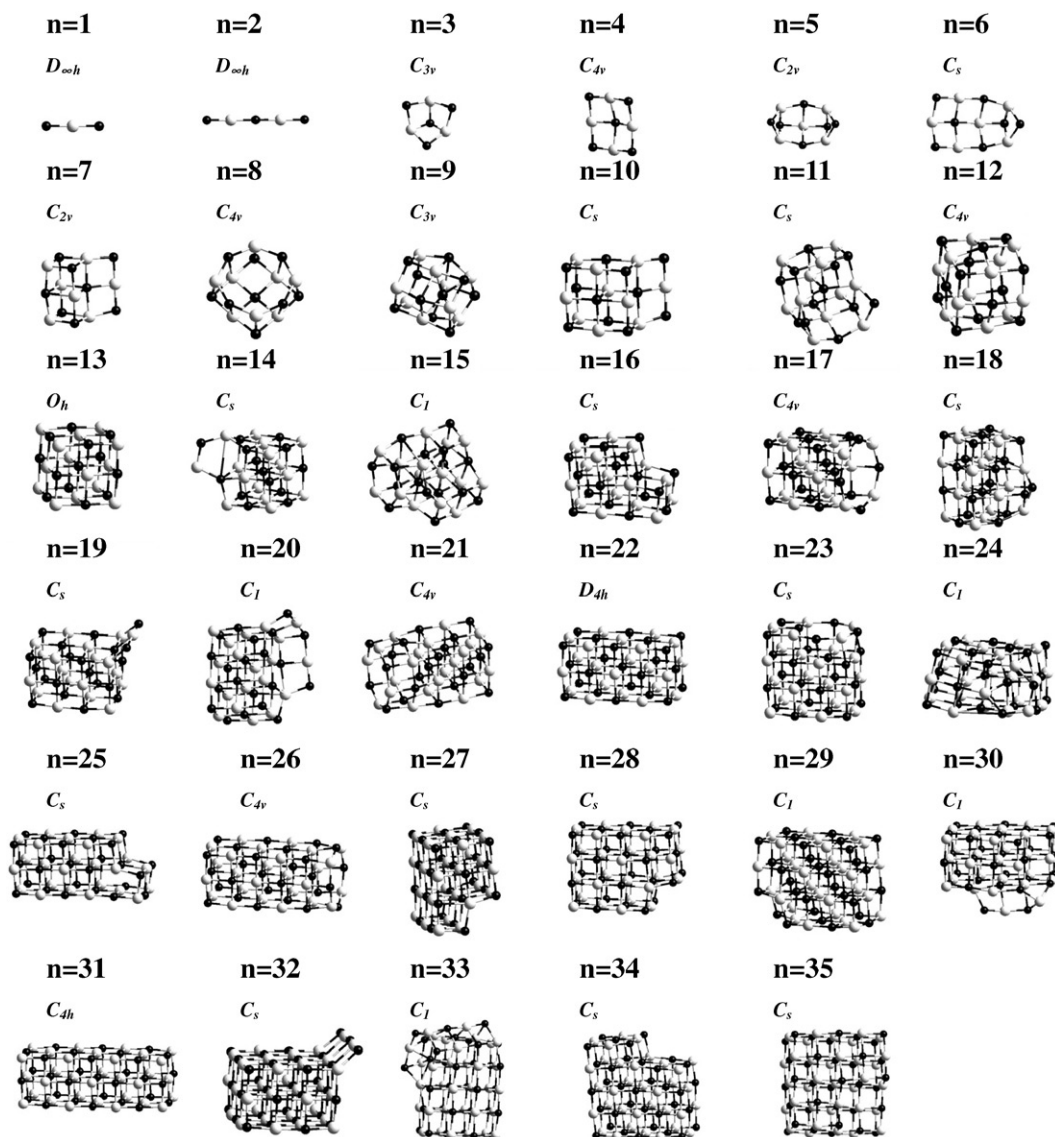 n=1 n=2 n=3 n=4 n=5 n=6
D∞h D∞h C3v C4v C2v Cs
n=7 n=8 n=9 n=10 n=11 n=12
C2v C4v C3v Cs Cs C4v
n=13 n=14 n=15 n=16 n=17 n=18
Oh Cs C1 Cs C4v Cs
n=19 n=20 n=21 n=22 n=23 n=24
Cs C1 C4v D4h Cs C1
n=25 n=26 n=27 n=28 n=29 n=30
Cs C4v Cs Cs C1 C1
n=31 n=32 n=33 n=34 n=35
C4h Cs C1 Cs Cs